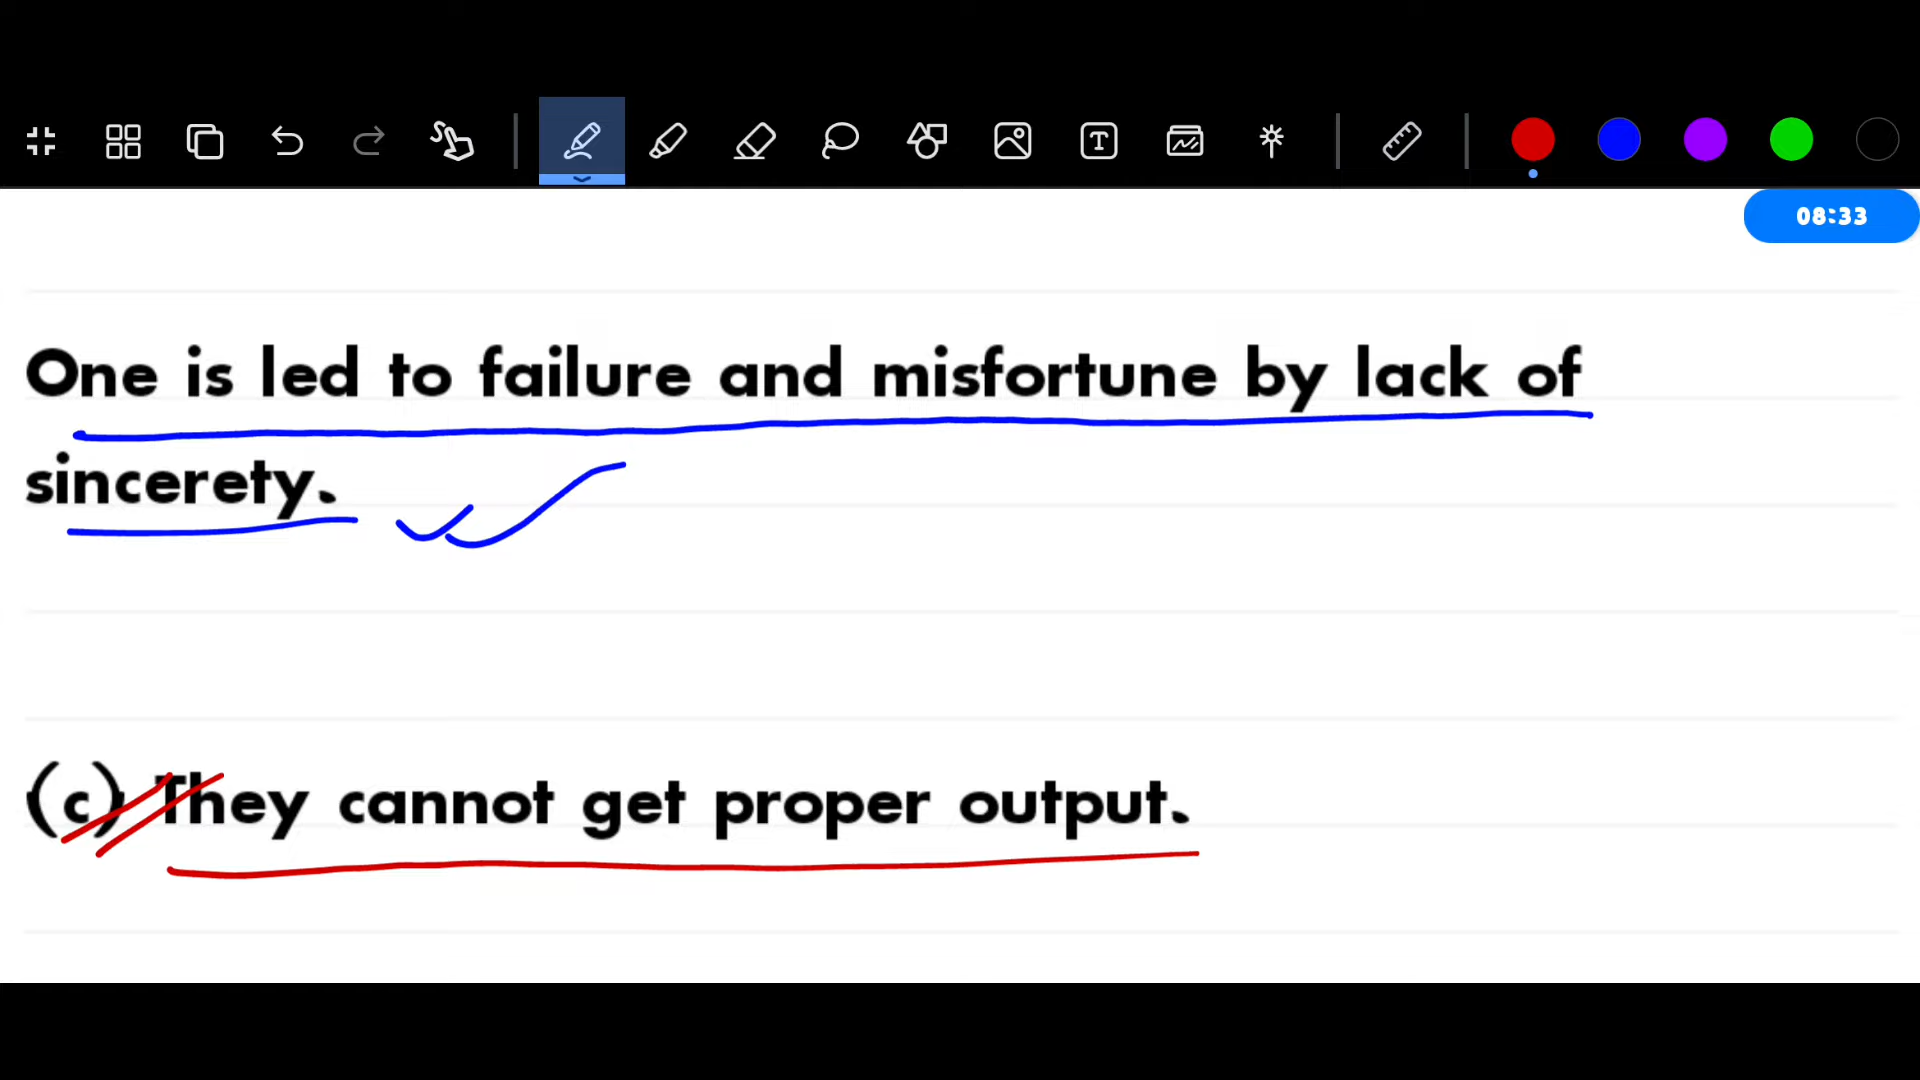 08:33
One is led to failure and misfortune by lack of
sincerety.
(c) They cannot get proper output.